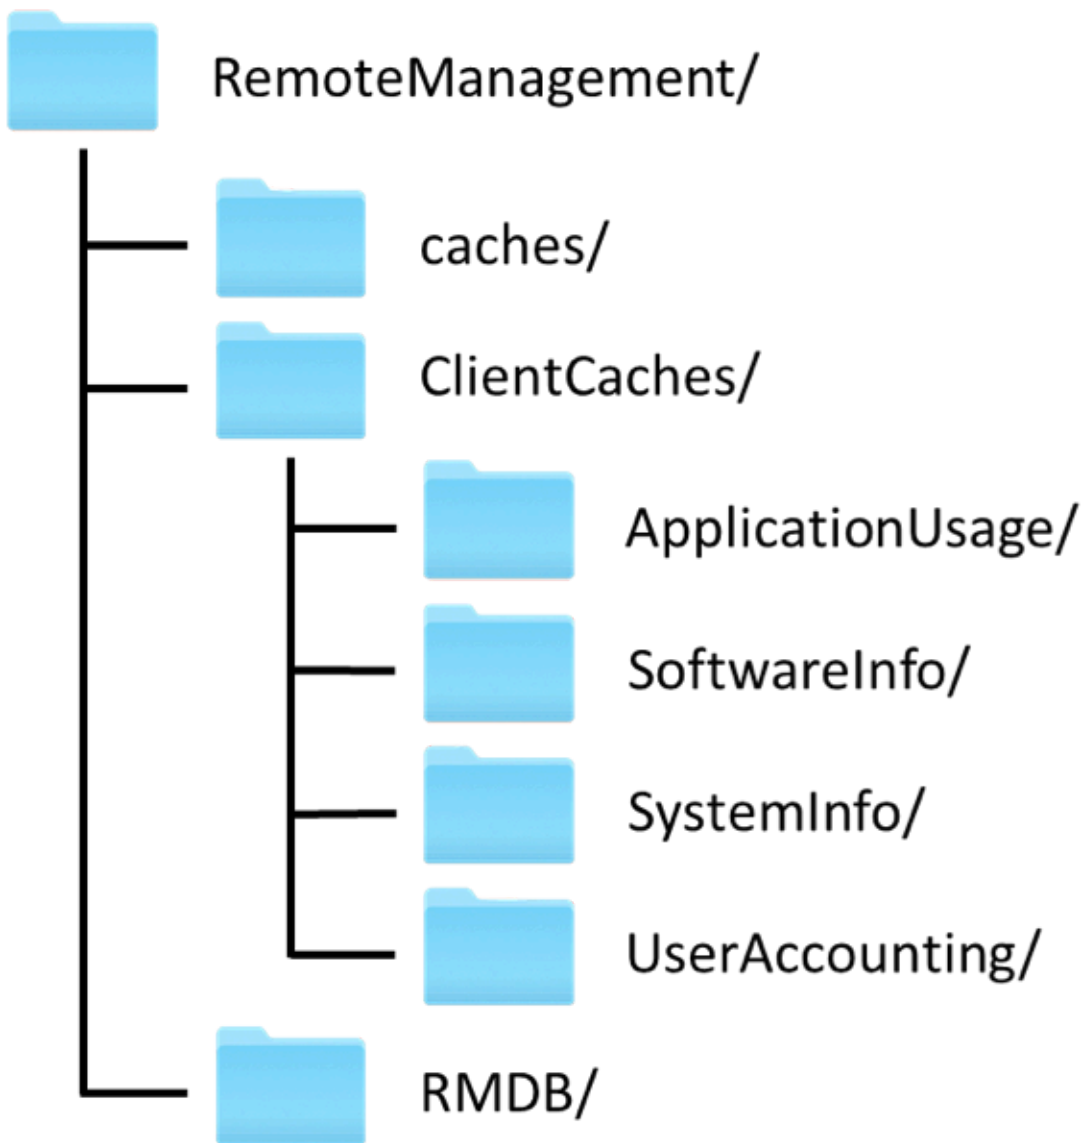 RemoteManagement/
caches/
ClientCaches/
ApplicationUsage/
SoftwareInfo/
SystemInfo/
UserAccounting/
RMDB/